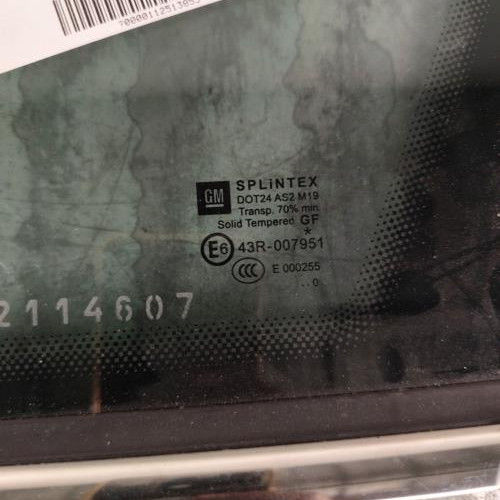 GM
SPLiNTEX
DOT24 AS2 M19
Transp. 70% min.
Solid Tempered GF
*
E6 43R-007951
CCC E 000255
. . 0
2114607